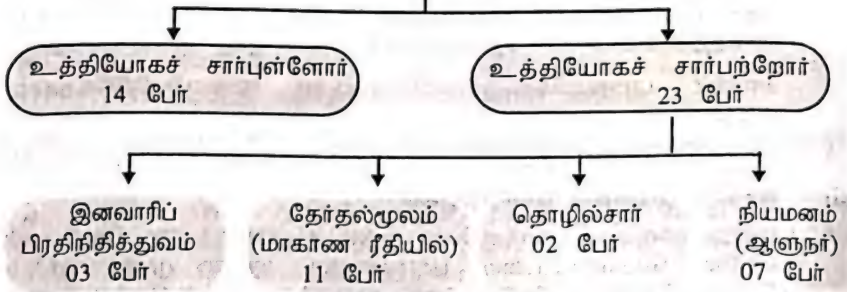 உத்தியோகச் சார்புள்ளோர்
14 பேர்
உத்தியோகச் சார்பற்றோர்
23 பேர்
இனவாரிப்
பிரதிநிதித்துவம்
03 பேர்
தேர்தல்மூலம்
(மாகாண ரீதியில்)
11 பேர்
தொழில்சார்
02 பேர்
நியமனம்
(ஆளுநர்)
07 பேர்